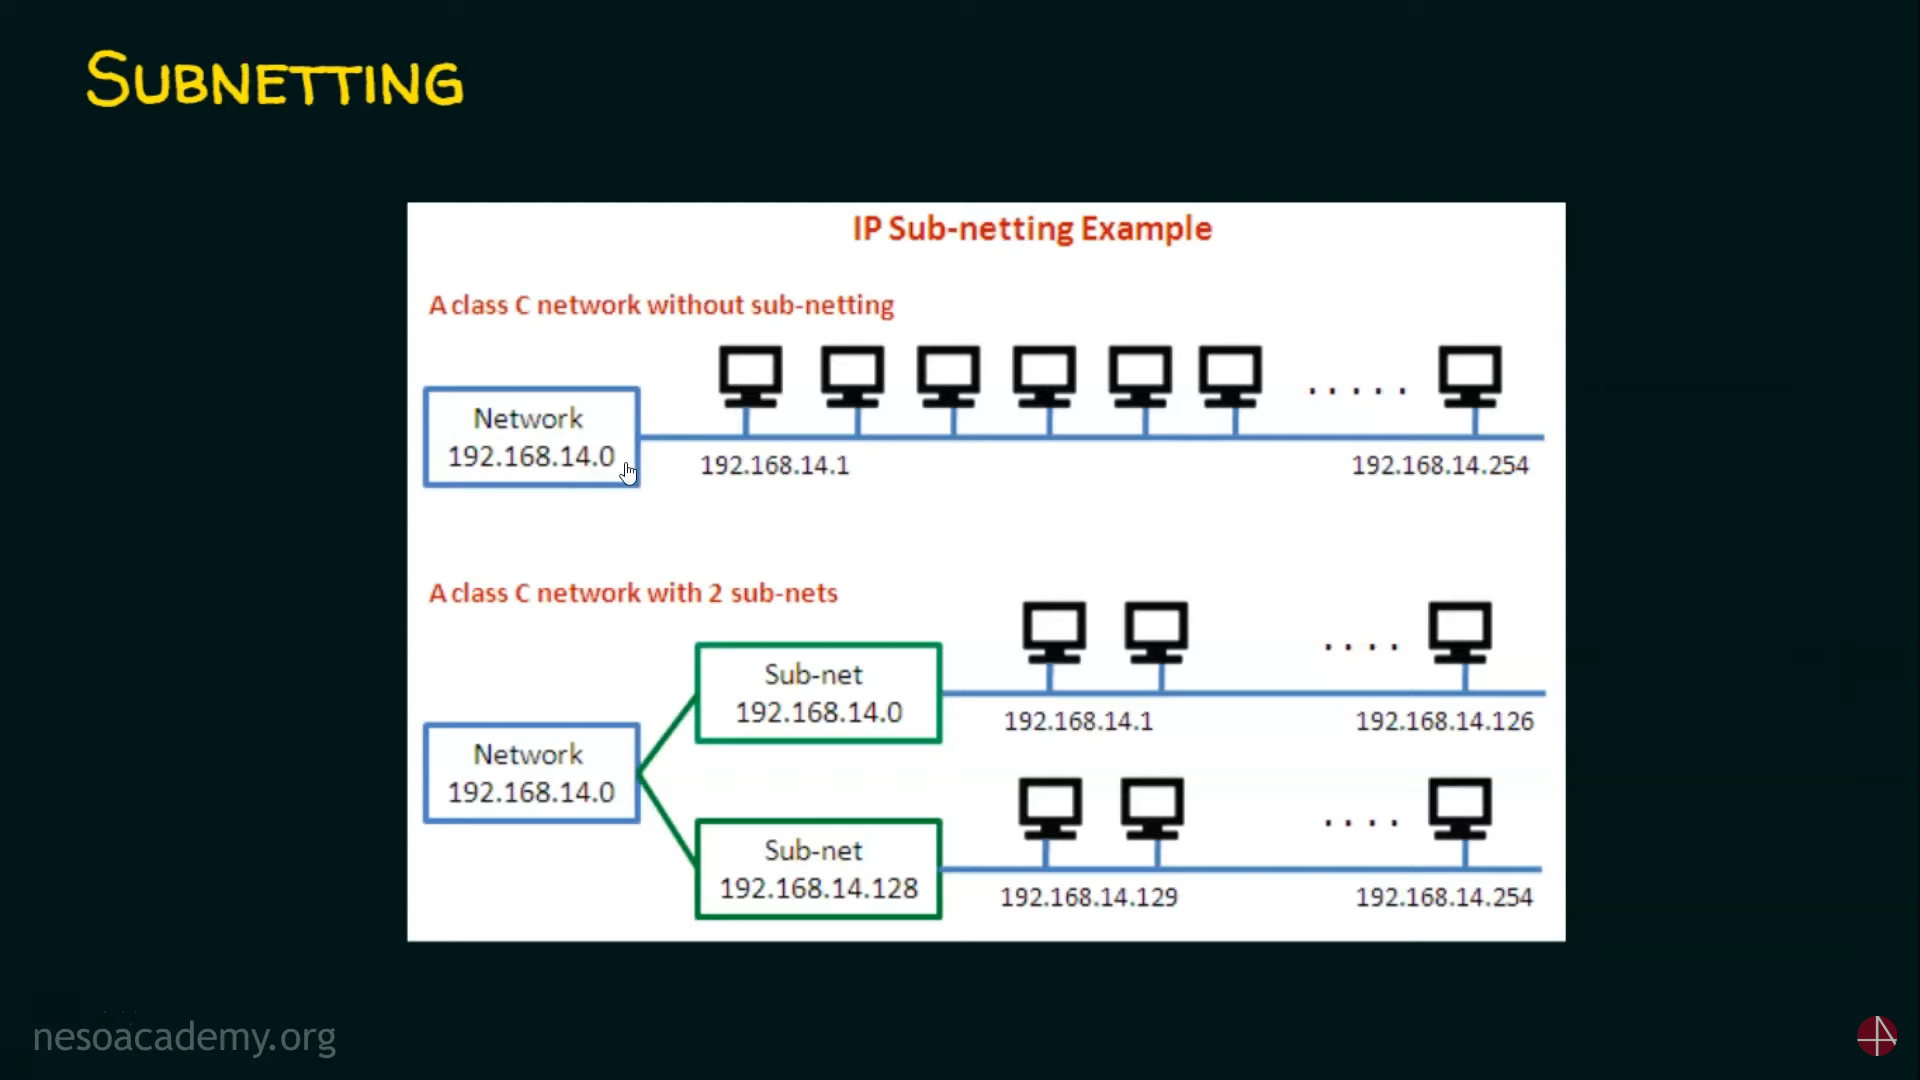 SUBNETTING
IP Sub-netting Example
A class C network without sub-netting
Network
192.168.14.0
192.168.14.1
.....
192.168.14.254
A class C network with 2 sub-nets
Sub-net
192.168.14.0
192.168.14.1
....
192.168.14.126
Network
192.168.14.0
Sub-net
192.168.14.128
192.168.14.129
....
192.168.14.254
nesoacademy.org